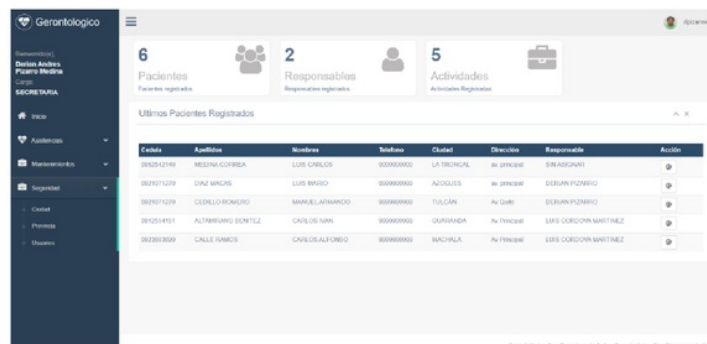 Gerontologico
Bienvenido(a),
Derian Andres
Pizarro Medina
Cargo:
SECRETARIA
Inicio
Asistencias
Mantenimientos
Seguridad
Ciudad
Provincia
Usuarios
6
Pacientes
Pacientes registrados
2
Responsables
Responsables registrados
5
Actividades
Actividades Registradas
Ultimos Pacientes Registrados
Cedula Apellidos Nombres Telefono Ciudad Dirección Responsable Acción
MEDINA CORREA LUIS CARLOS 0000000000 LA TRONCAL av. principal SIN ASIGNAR
DIAZ MACAS LUIS MARIO 0000000000 AZOGUES av. principal DERIAN PIZARRO
CEDILLO ROMERO MANUEL ARMANDO 0000000000 TULCÁN Av Quito DERIAN PIZARRO
ALTAMIRANO BENITEZ CARLOS IVAN GUARANDA Av Principal LUIS CORDOVA MARTINEZ
CALLE RAMOS CARLOS ALFONSO MACHALA Av Principal LUIS CORDOVA MARTINEZ